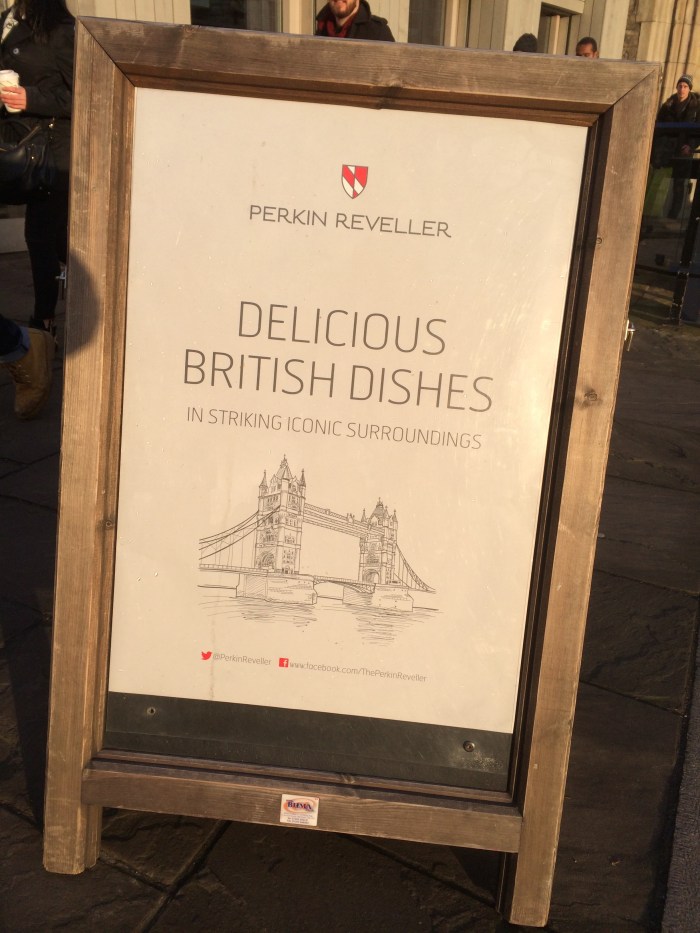 PERKIN REVELLER
DELICIOUS
BRITISH DISHES
IN STRIKING ICONIC SURROUNDINGS
@PerkinReveller www.facebook.com/ThePerkinReveller